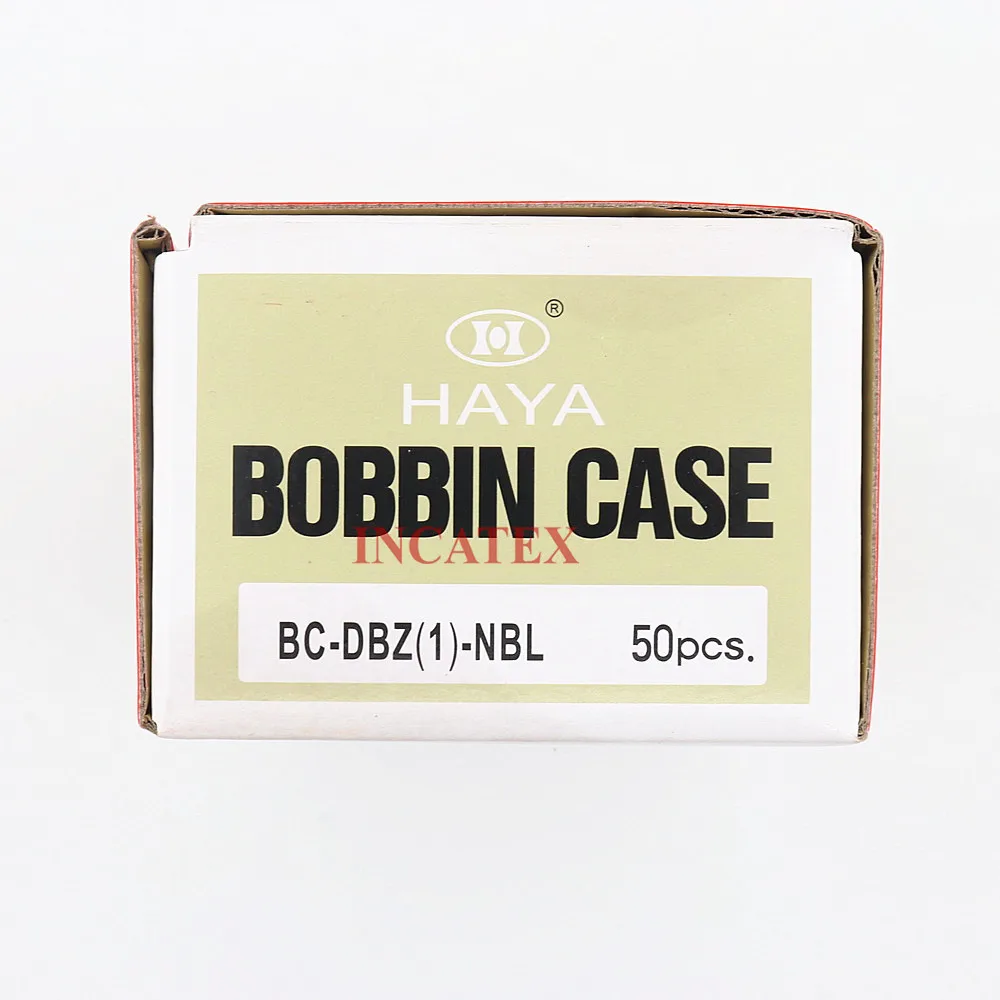 ®
HAYA
BOBBIN CASE
INCATEX
BC-DBZ(1)-NBL 50pcs.